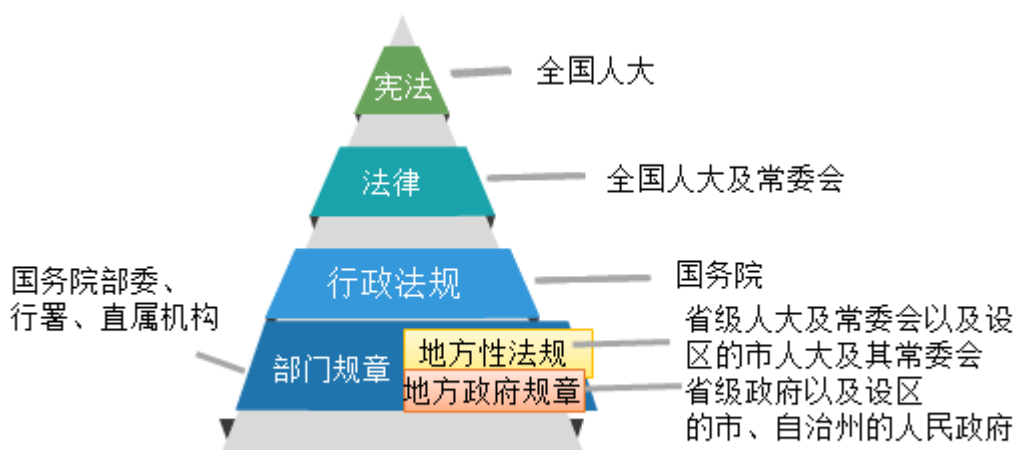 宪法
全国人大
法律
全国人大及常委会
行政法规
国务院
国务院部委、
行署、直属机构
部门规章
地方性法规
省级人大及常委会以及设
区的市人大及其常委会
地方政府规章
省级政府以及设区
的市、自治州的人民政府